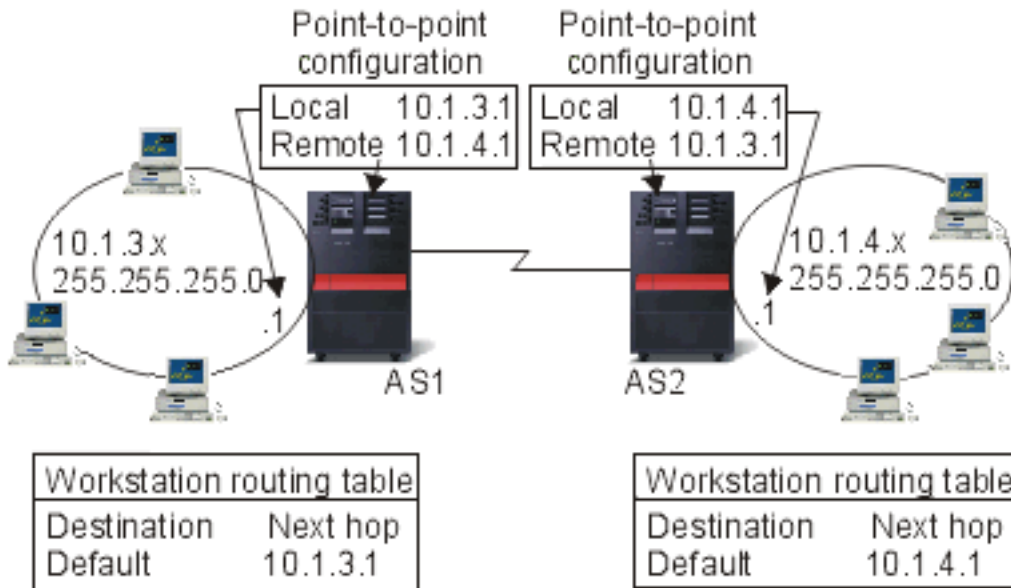 Point-to-point
configuration
Local 10.1.3.1
Remote 10.1.4.1
Point-to-point
configuration
Local 10.1.4.1
Remote 10.1.3.1
10.1.3.x
255.255.255.0
.1
AS1
10.1.4.x
255.255.255.0
.1
AS2
Workstation routing table
Destination Next hop
Default 10.1.3.1
Workstation routing table
Destination Next hop
Default 10.1.4.1